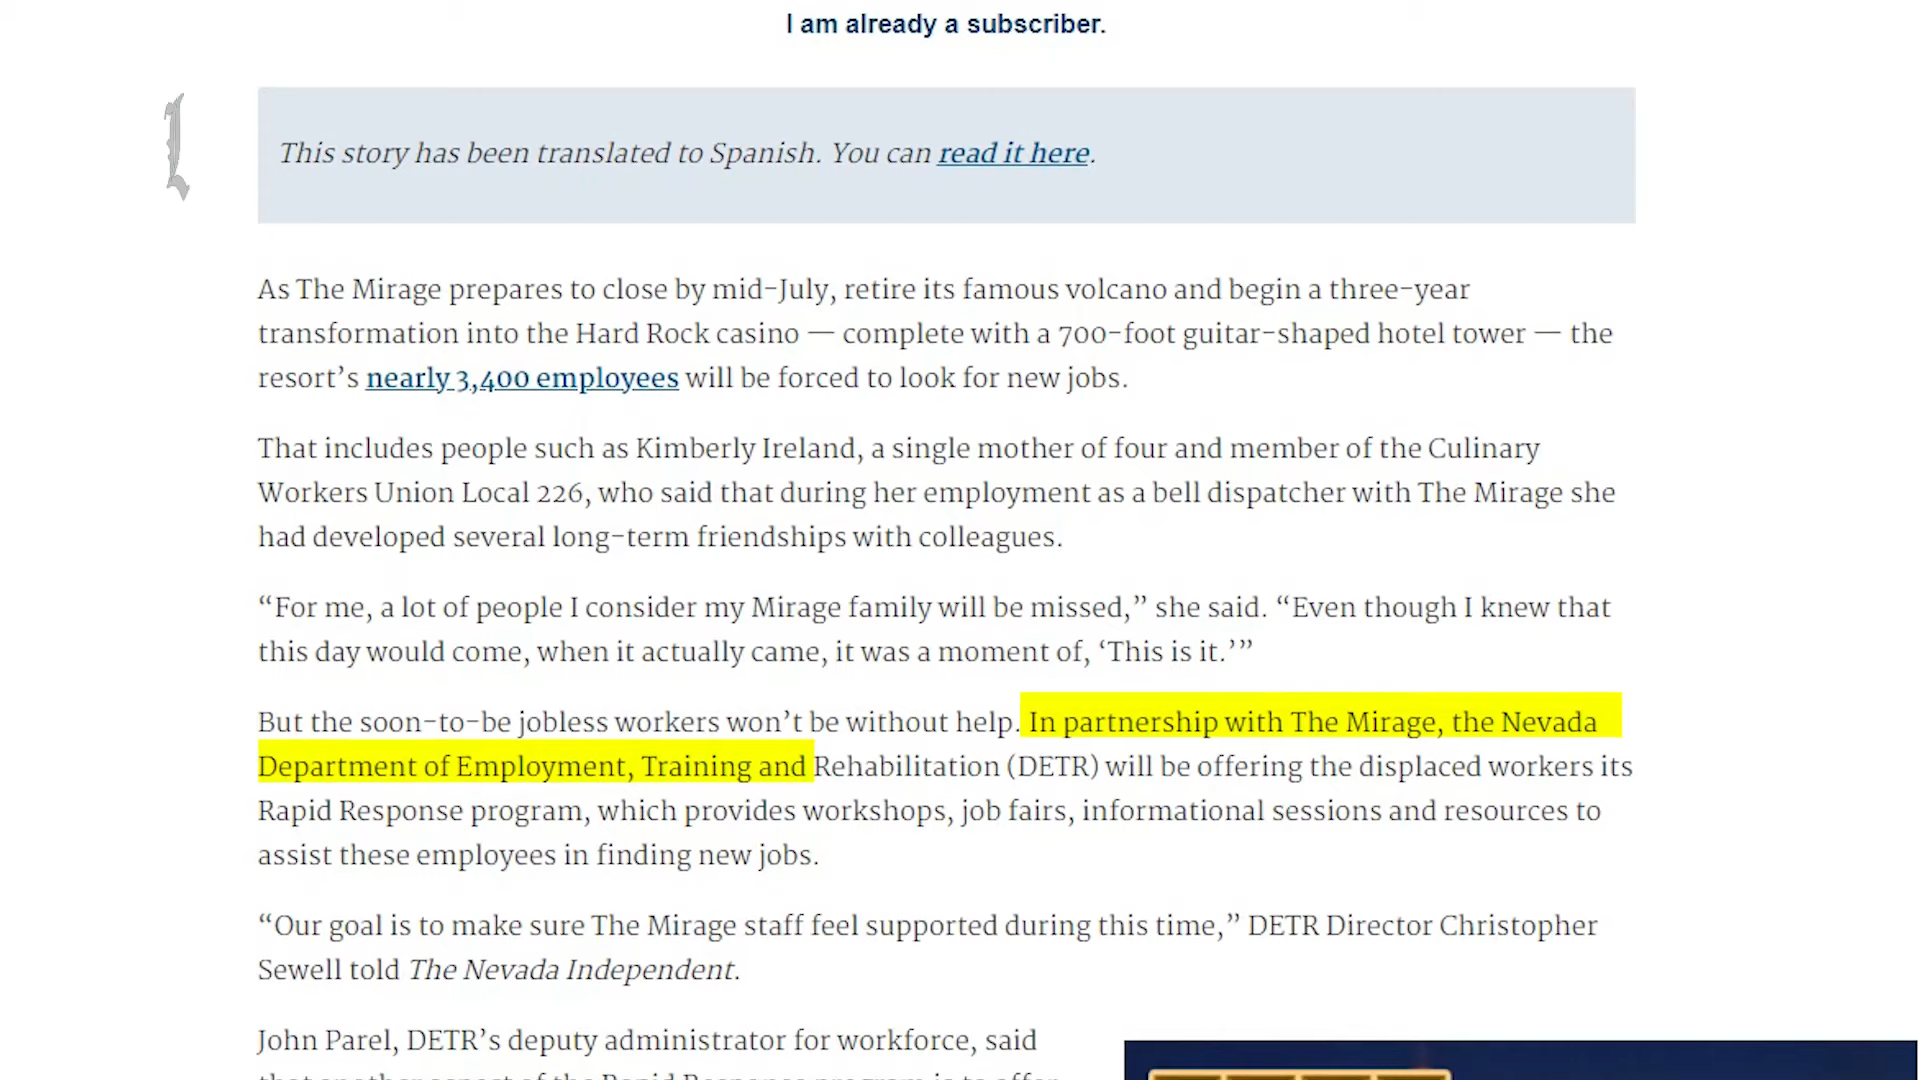 I am already a subscriber.
This story has been translated to Spanish. You can read it here.
As The Mirage prepares to close by mid-July, retire its famous volcano and begin a three-year
transformation into the Hard Rock casino — complete with a 700-foot guitar-shaped hotel tower — the
resort’s nearly 3,400 employees will be forced to look for new jobs.
That includes people such as Kimberly Ireland, a single mother of four and member of the Culinary
Workers Union Local 226, who said that during her employment as a bell dispatcher with The Mirage she
had developed several long-term friendships with colleagues.
“For me, a lot of people I consider my Mirage family will be missed,” she said. “Even though I knew that
this day would come, when it actually came, it was a moment of, ‘This is it.’”
But the soon-to-be jobless workers won’t be without help. In partnership with The Mirage, the Nevada
Department of Employment, Training and Rehabilitation (DETR) will be offering the displaced workers its
Rapid Response program, which provides workshops, job fairs, informational sessions and resources to
assist these employees in finding new jobs.
“Our goal is to make sure The Mirage staff feel supported during this time,” DETR Director Christopher
Sewell told The Nevada Independent.
John Parel, DETR’s deputy administrator for workforce, said
that another aspect of the Rapid Response program is to offer